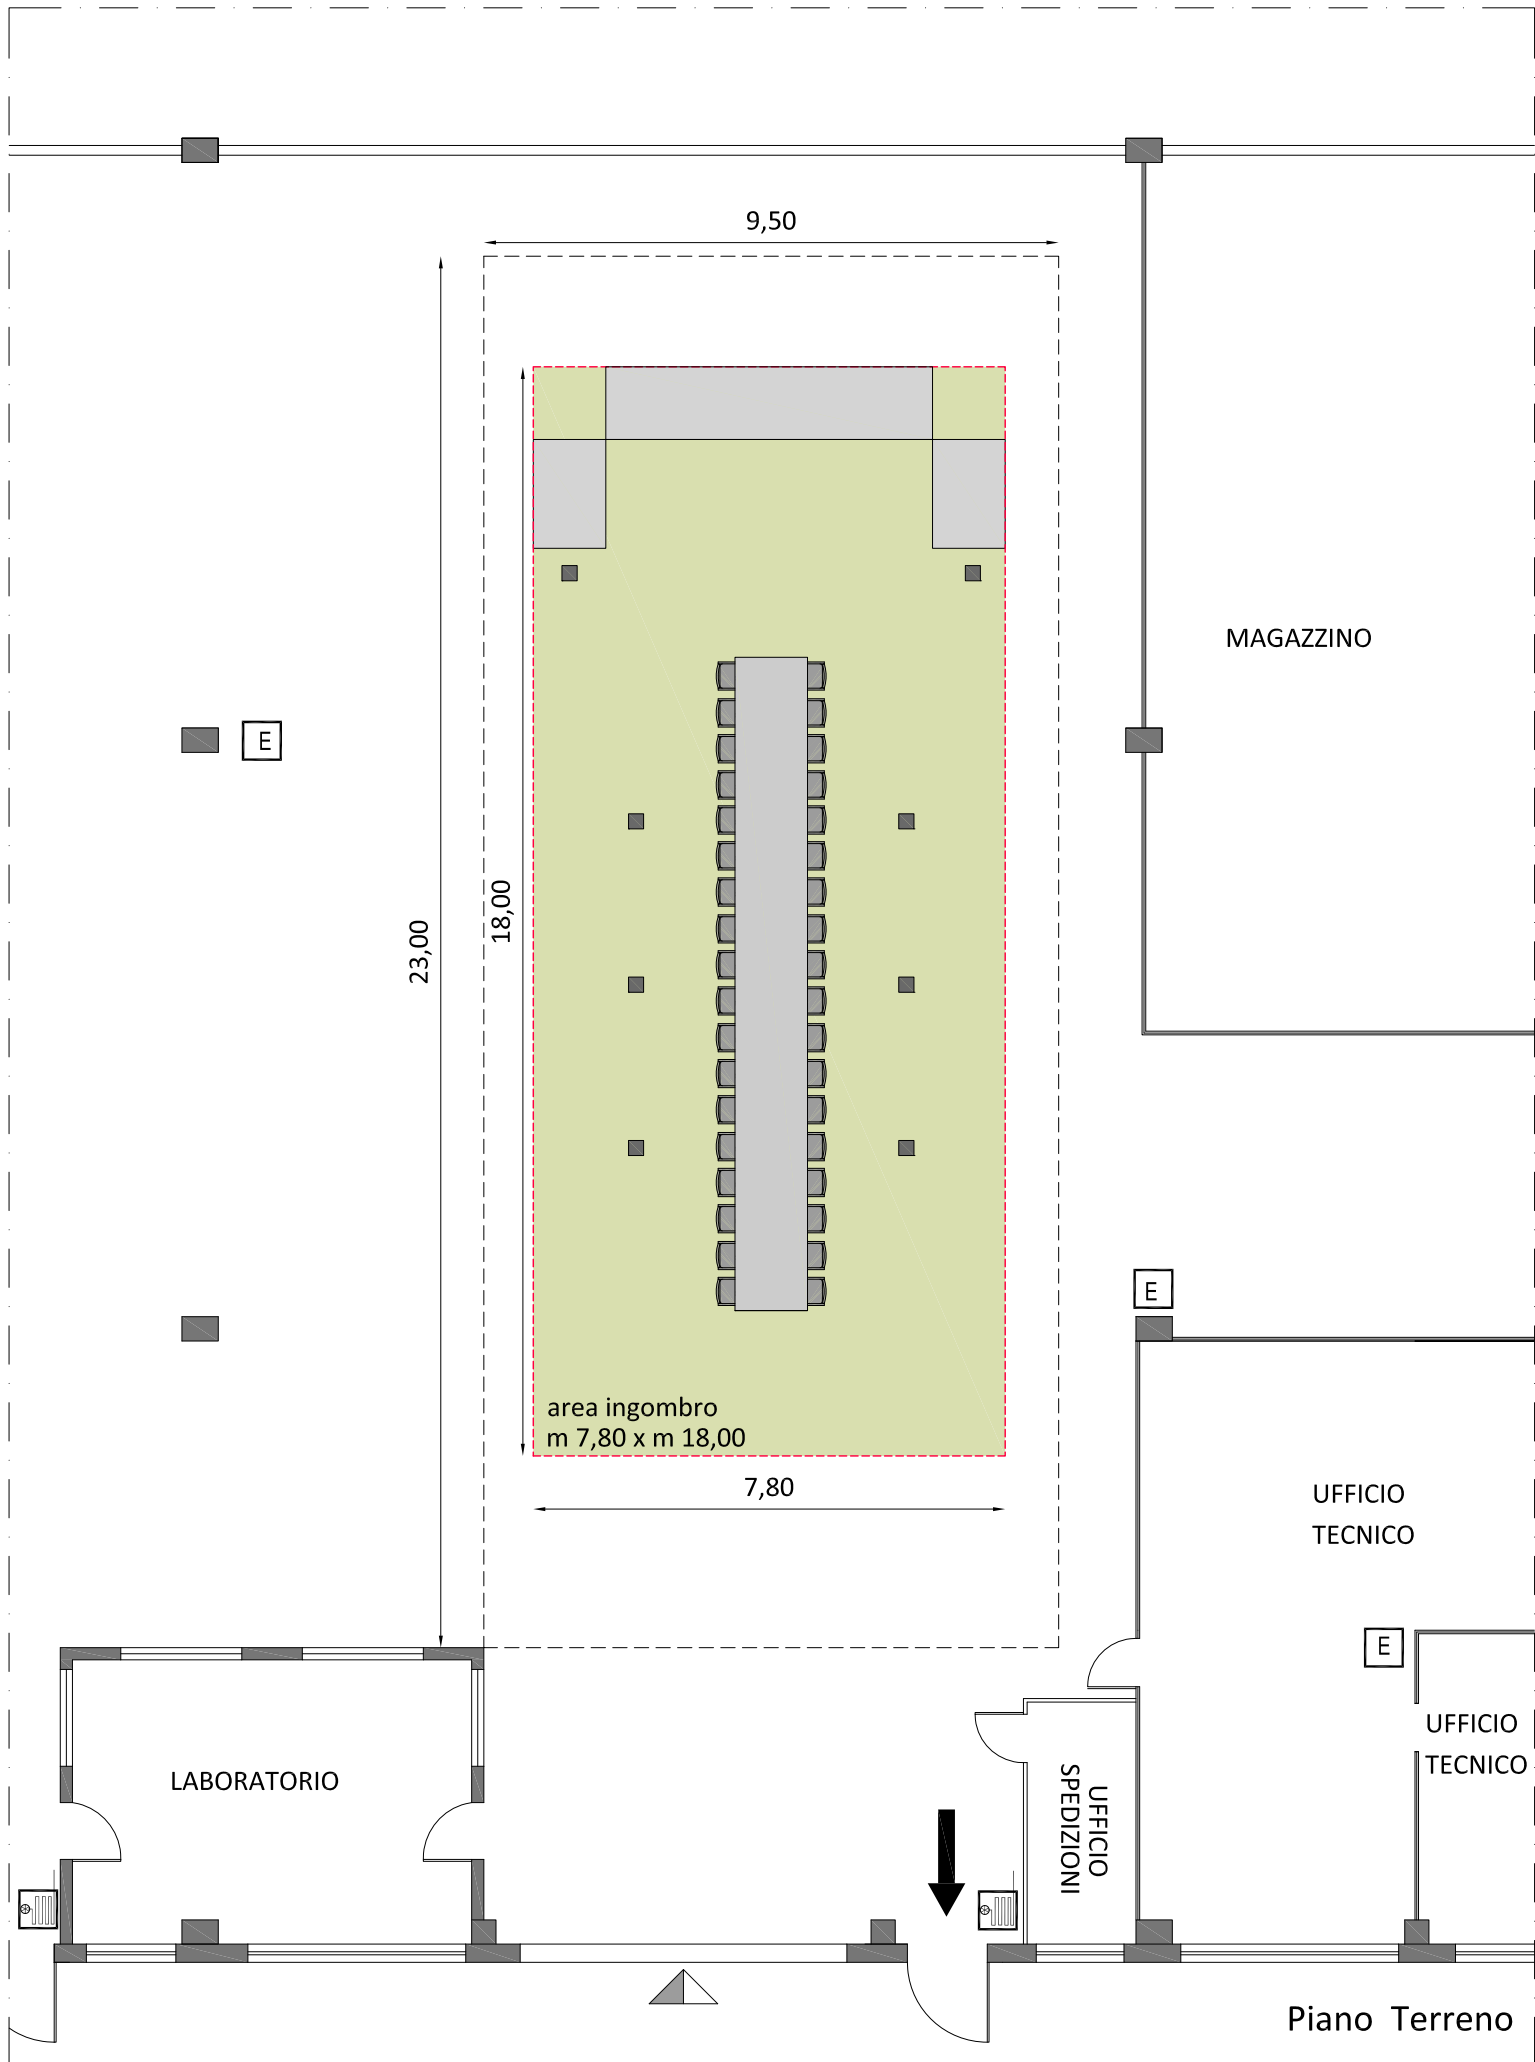 9,50
MAGAZZINO
E
18,00
23,00
E
area ingombro
m 7,80 x m 18,00
7,80
UFFICIO
TECNICO
E
UFFICIO
TECNICO
LABORATORIO
UFFICIO
SPEDIZIONI
Piano Terreno